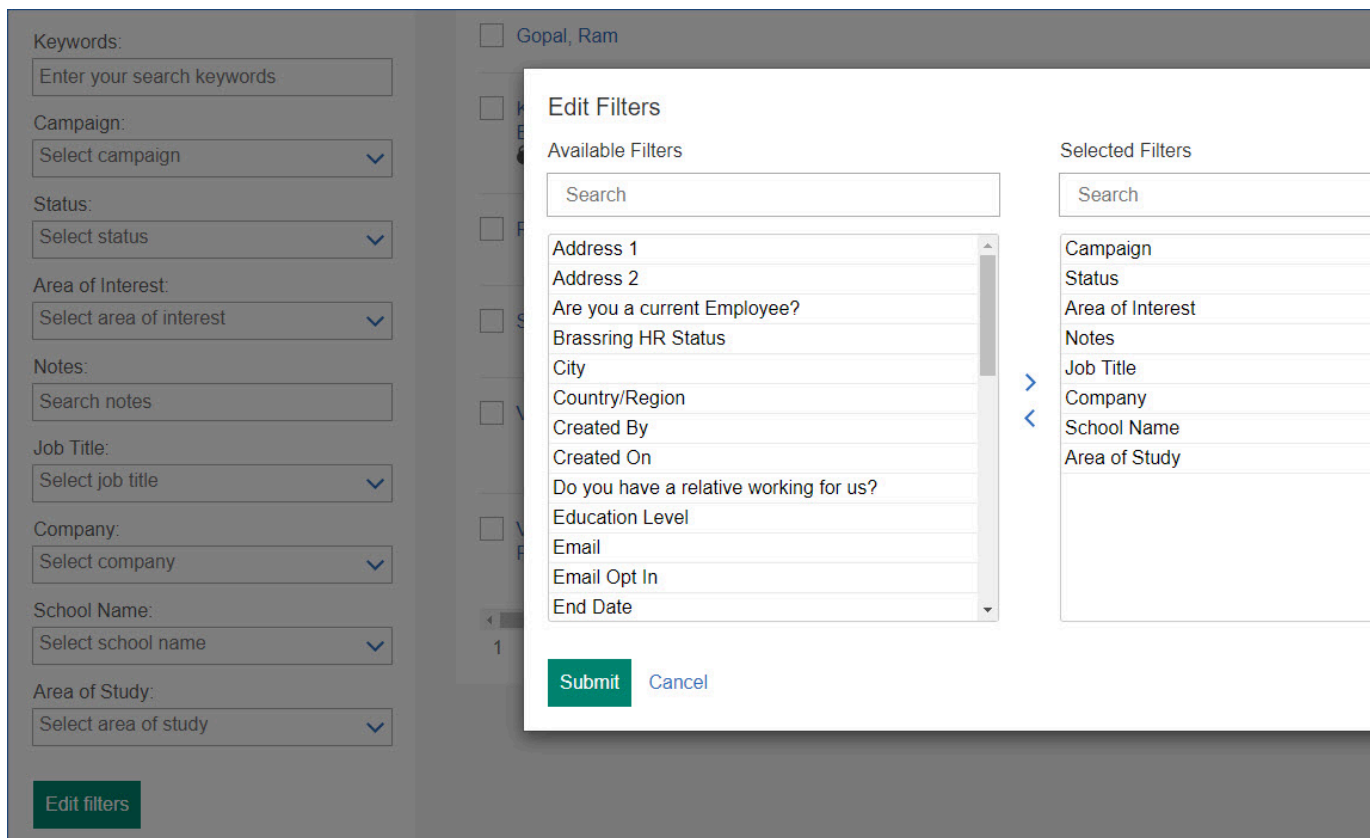 Keywords:
Enter your search keywords
Campaign:
Select campaign
Status:
Select status
Area of Interest:
Select area of interest
Notes:
Search notes
Job Title:
Select job title
Company:
Select company
School Name:
Select school name
Area of Study:
Select area of study
Edit filters
Gopal, Ram
1
Edit Filters
Available Filters
Search
Address 1
Address 2
Are you a current Employee?
Brassring HR Status
City
Country/Region
Created By
Created On
Do you have a relative working for us?
Education Level
Email
Email Opt In
End Date
Selected Filters
Search
Campaign
Status
Area of Interest
Notes
Job Title
Company
School Name
Area of Study
Submit
Cancel